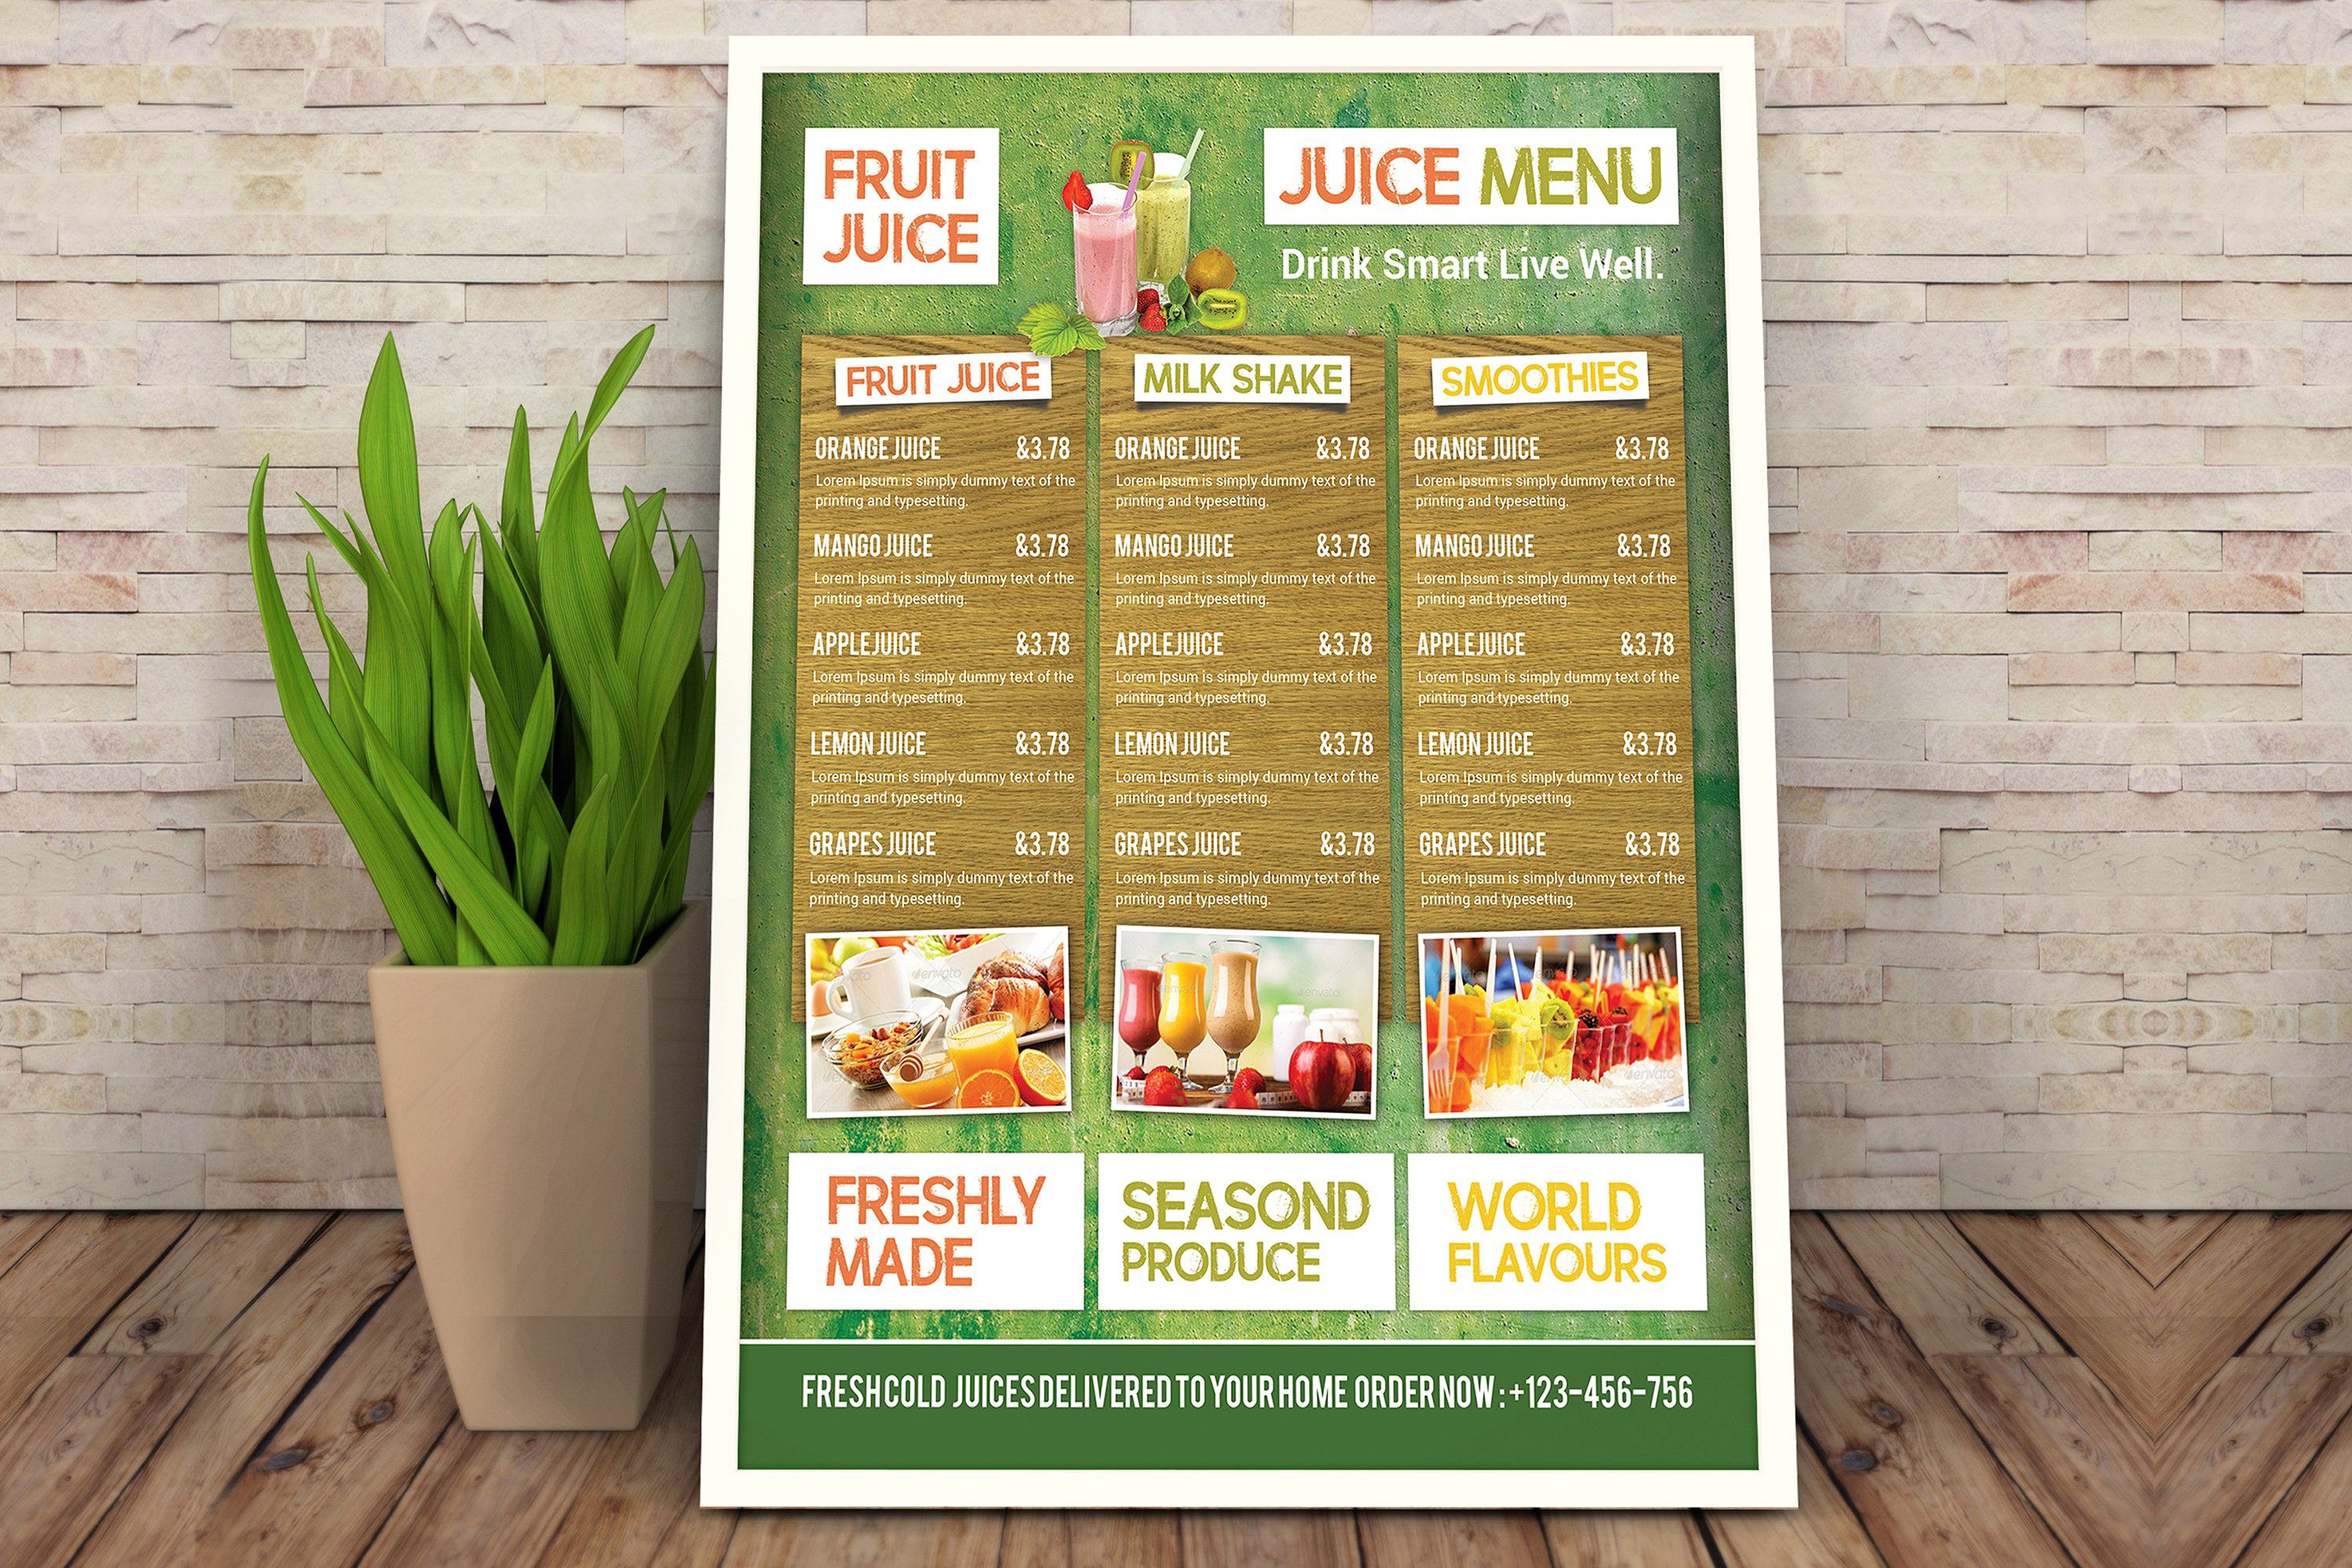 FRUIT
JUICE
JUICE MENU
Drink Smart Live Well.
FRUIT JUICE
ORANGE JUICE &3.78
Lorem Ipsum is simply dummy text of the
printing and typesetting.
MANGO JUICE &3.78
Lorem Ipsum is simply dummy text of the
printing and typesetting.
APPLE JUICE &3.78
Lorem Ipsum is simply dummy text of the
printing and typesetting.
LEMON JUICE &3.78
Lorem Ipsum is simply dummy text of the
printing and typesetting.
GRAPES JUICE &3.78
Lorem Ipsum is simply dummy text of the
printing and typesetting.
MILK SHAKE
ORANGE JUICE &3.78
Lorem Ipsum is simply dummy text of the
printing and typesetting.
MANGO JUICE &3.78
Lorem Ipsum is simply dummy text of the
printing and typesetting.
APPLE JUICE &3.78
Lorem Ipsum is simply dummy text of the
printing and typesetting.
LEMON JUICE &3.78
Lorem Ipsum is simply dummy text of the
printing and typesetting.
GRAPES JUICE &3.78
Lorem Ipsum is simply dummy text of the
printing and typesetting.
SMOOTHIES
ORANGE JUICE &3.78
Lorem Ipsum is simply dummy text of the
printing and typesetting.
MANGO JUICE &3.78
Lorem Ipsum is simply dummy text of the
printing and typesetting.
APPLE JUICE &3.78
Lorem Ipsum is simply dummy text of the
printing and typesetting.
LEMON JUICE &3.78
Lorem Ipsum is simply dummy text of the
printing and typesetting.
GRAPES JUICE &3.78
Lorem Ipsum is simply dummy text of the
printing and typesetting.
envato
envato
envato
FRESHLY
MADE
SEASOND
PRODUCE
WORLD
FLAVOURS
FRESH COLD JUICES DELIVERED TO YOUR HOME ORDER NOW : +123-456-756